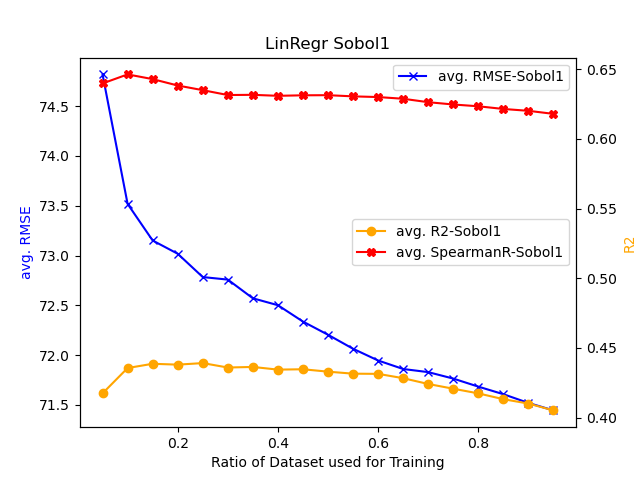 LinRegr Sobol1
avg. RMSE-Sobol1
avg. R2-Sobol1
avg. SpearmanR-Sobol1
avg. RMSE
74.5
74.0
73.5
73.0
72.5
72.0
71.5
R2
0.65
0.60
0.55
0.50
0.45
0.40
0.2 0.4 0.6 0.8
Ratio of Dataset used for Training